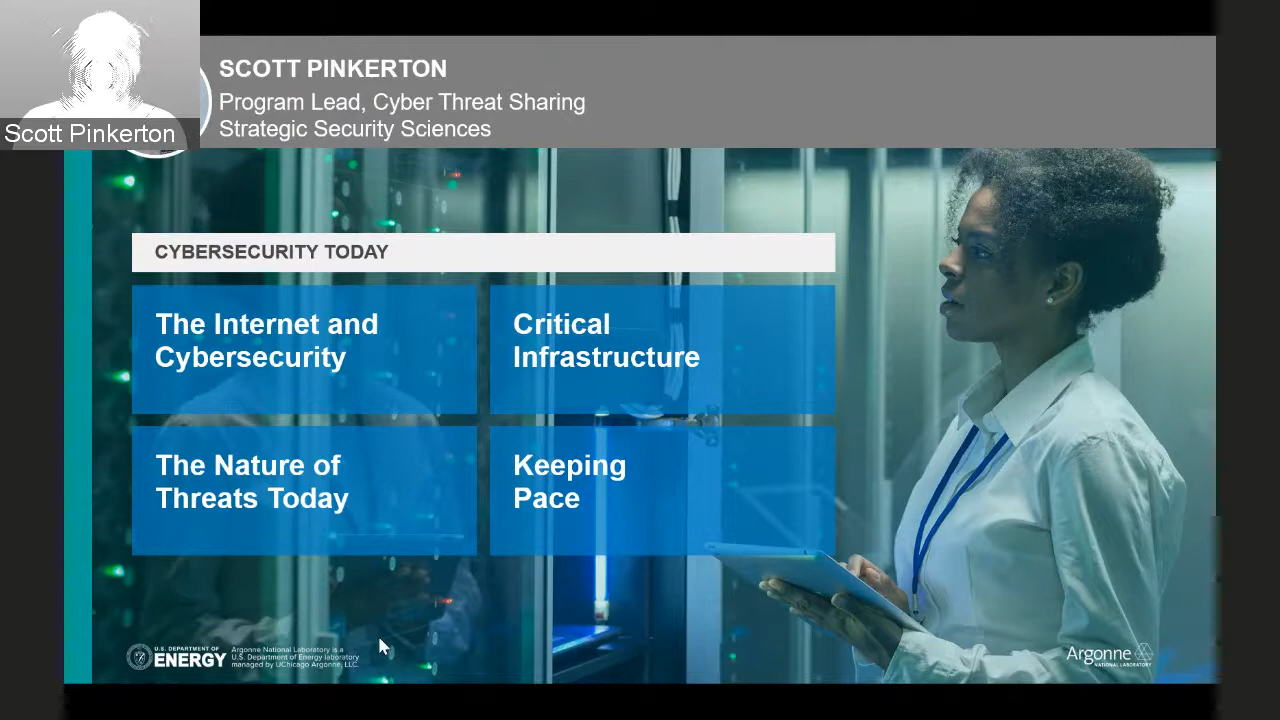 SCOTT PINKERTON
Program Lead, Cyber Threat Sharing
Strategic Security Sciences
Scott Pinkerton
CYBERSECURITY TODAY
The Internet and
Cybersecurity
Critical
Infrastructure
The Nature of
Threats Today
Keeping
Pace
U.S. DEPARTMENT OF
ENERGY
Argonne National Laboratory is a
U.S. Department of Energy laboratory
managed by UChicago Argonne, LLC.
Argonne
NATIONAL LABORATORY